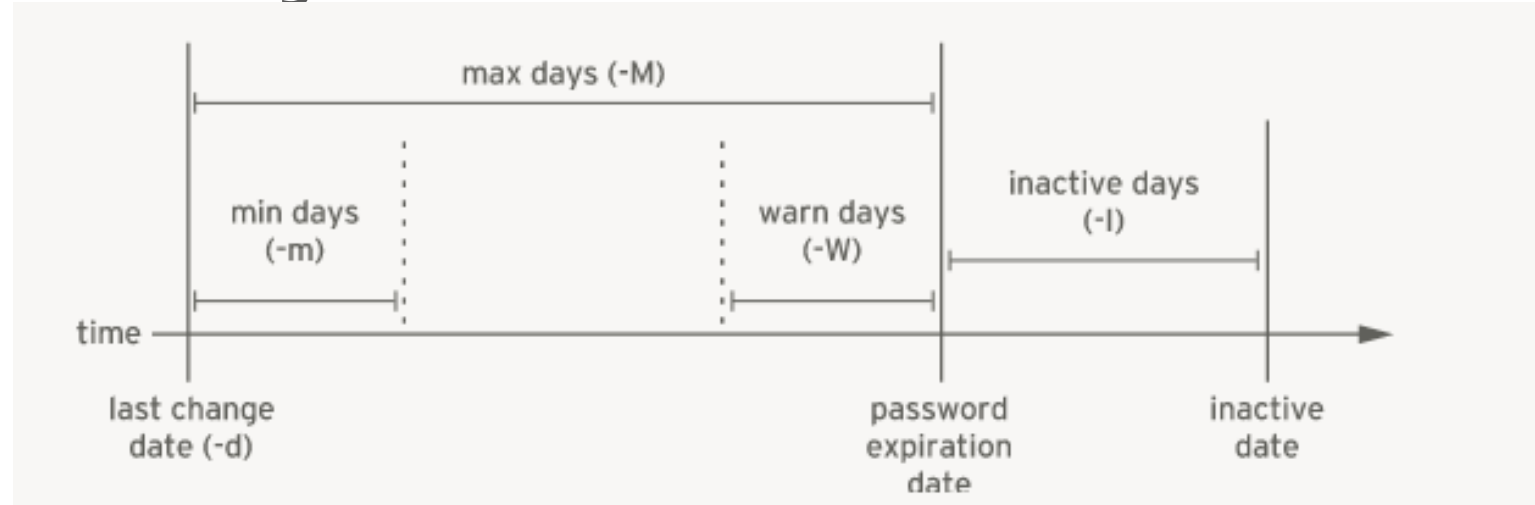 max days (-M)
min days
(-m)
warn days
(-W)
inactive days
(-I)
time
last change
date (-d)
password
expiration
date
inactive
date